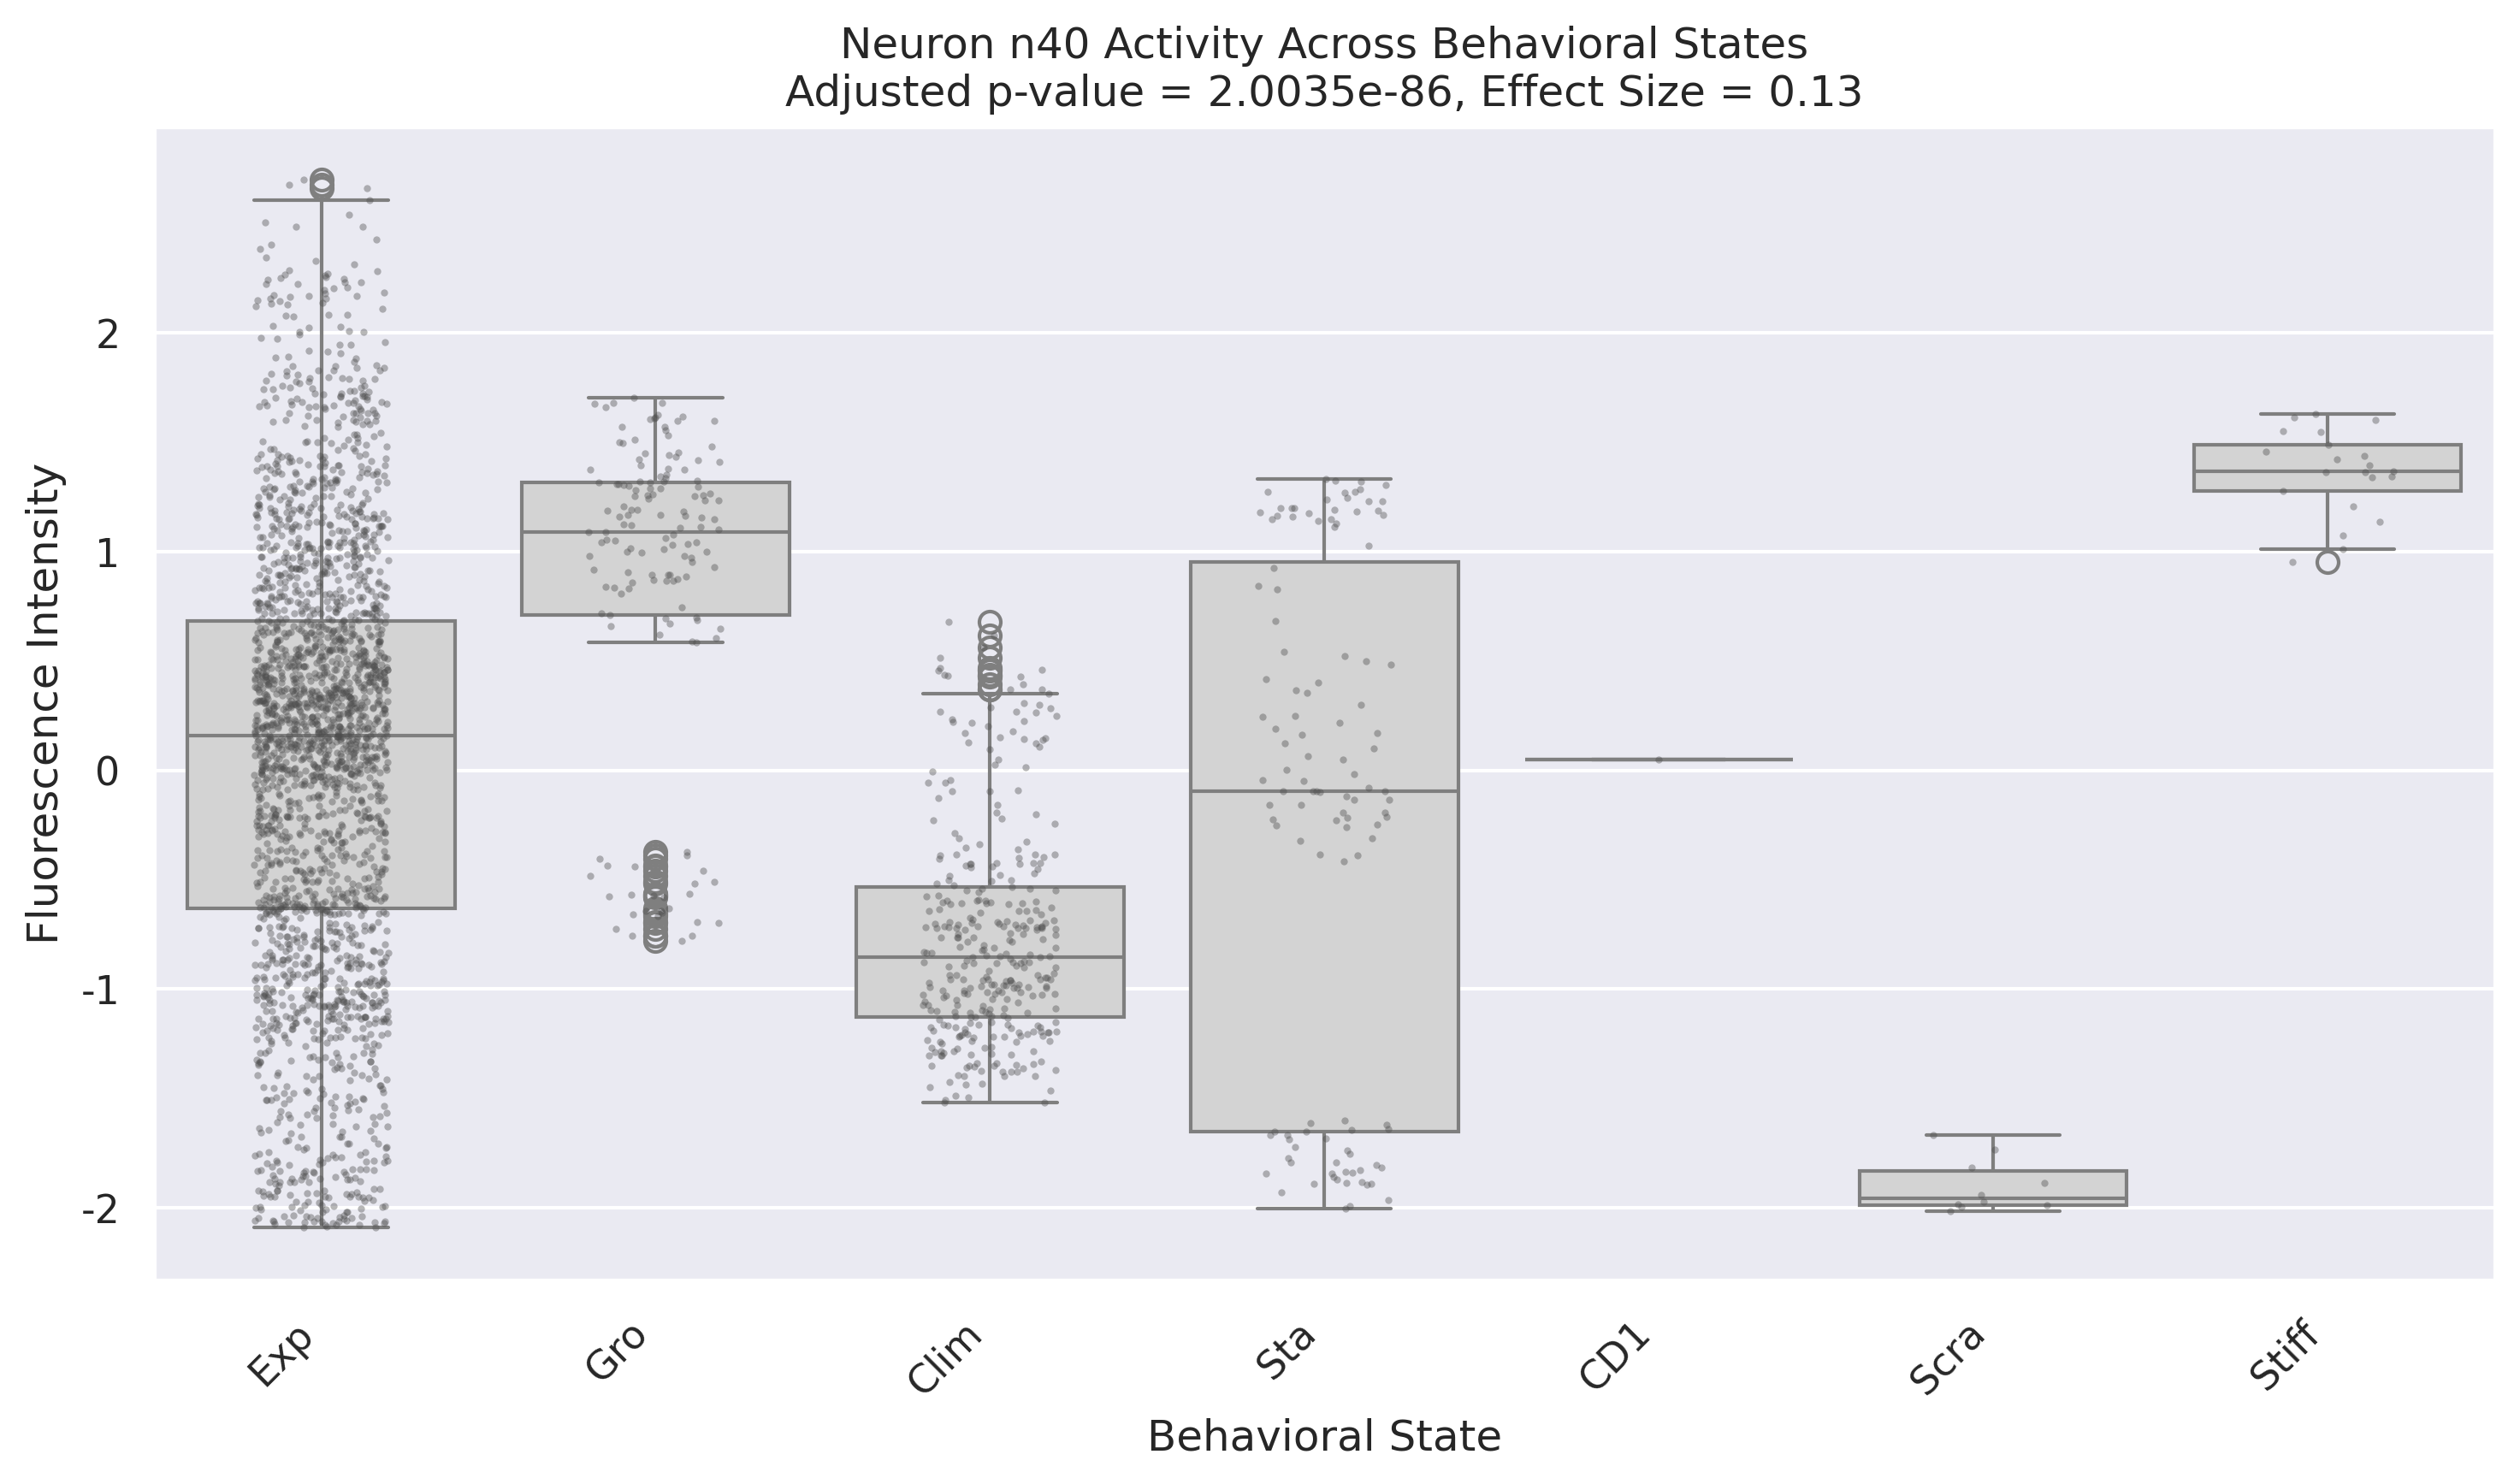 Neuron n40 Activity Across Behavioral States
Adjusted p-value = 2.0035e-86, Effect Size = 0.13
Fluorescence Intensity
2
1
0
-1
-2
Exp
Gro
Clim
Sta
CD1
Scra
Stiff
Behavioral State